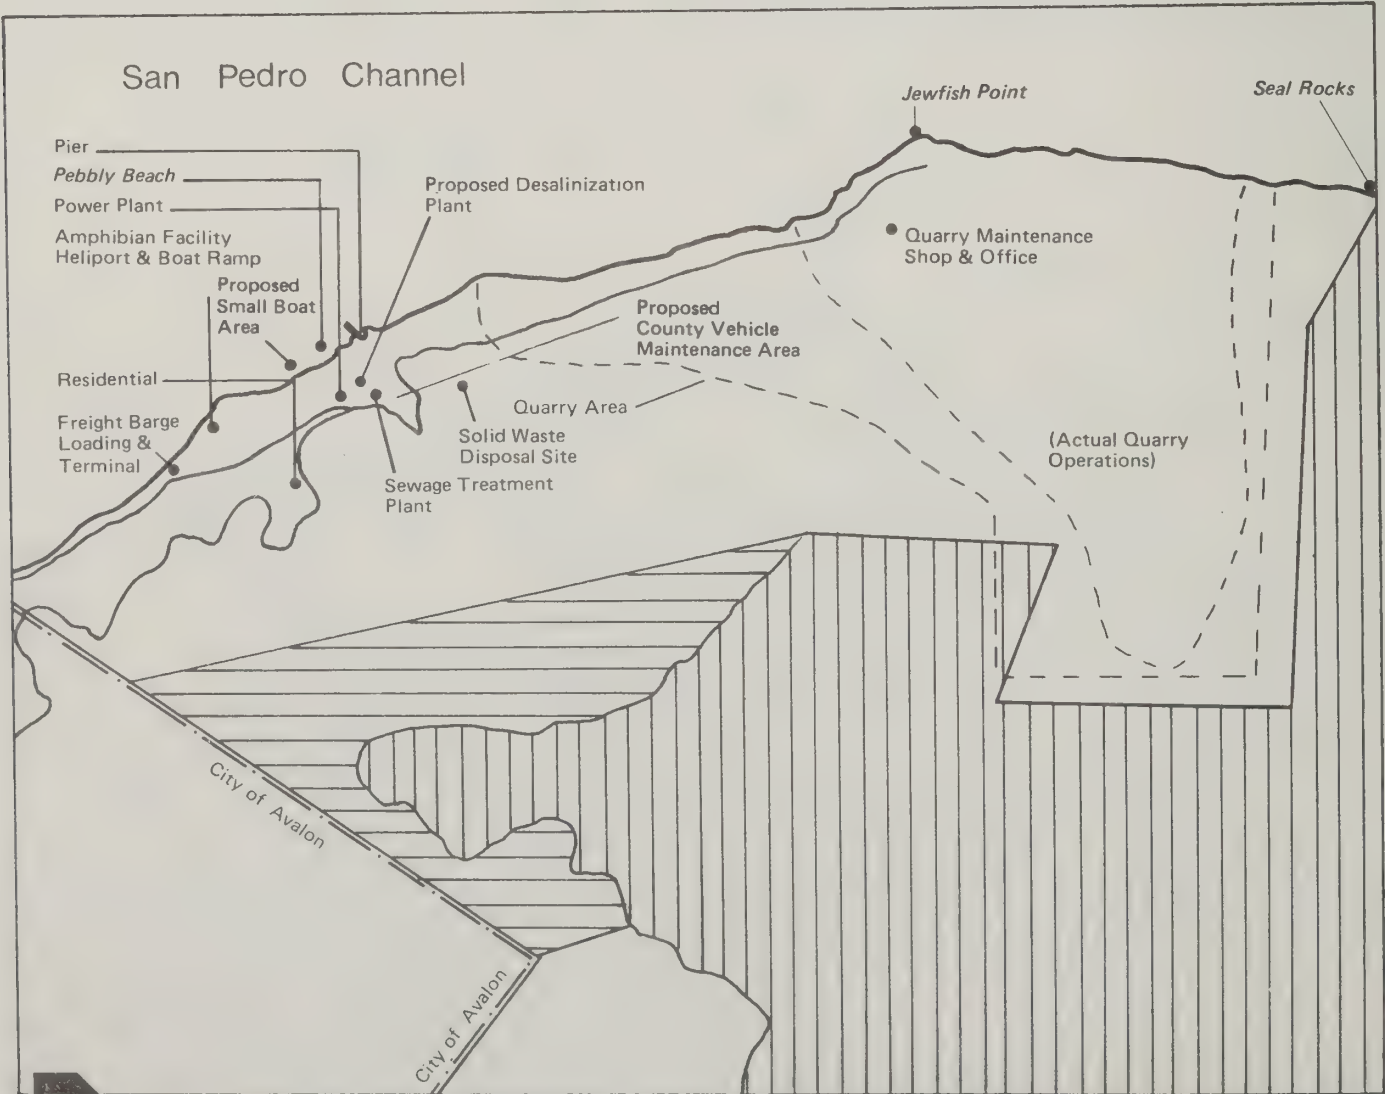 San Pedro Channel
Jewfish Point
Seal Rocks
Pier
Pebbly Beach
Power Plant
Amphibian Facility
Heliport & Boat Ramp
Proposed
Small Boat
Area
Proposed Desalinization
Plant
Quarry Maintenance
Shop & Office
Proposed
County Vehicle
Maintenance Area
Residential
Freight Barge
Loading &
Terminal
Quarry Area
Solid Waste
Disposal Site
Sewage Treatment
Plant
(Actual Quarry
Operations)
City of Avalon
City of Avalon